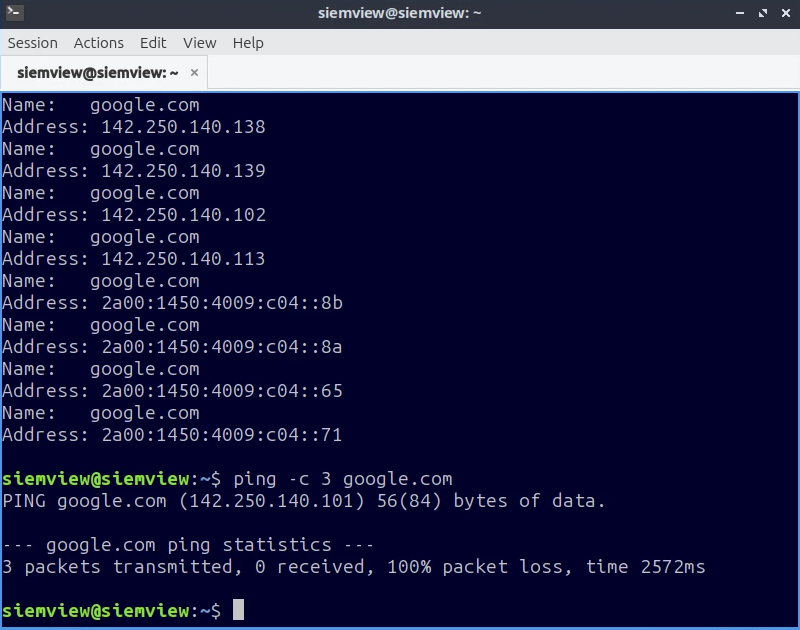 siemview@siemview: ~
Session Actions Edit View Help
siemview@siemview: ~ ×
Name:   google.com
Address: 142.250.140.138
Name:   google.com
Address: 142.250.140.139
Name:   google.com
Address: 142.250.140.102
Name:   google.com
Address: 142.250.140.113
Name:   google.com
Address: 2a00:1450:4009:c04::8b
Name:   google.com
Address: 2a00:1450:4009:c04::8a
Name:   google.com
Address: 2a00:1450:4009:c04::65
Name:   google.com
Address: 2a00:1450:4009:c04::71
siemview@siemview:~$ ping -c 3 google.com
PING google.com (142.250.140.101) 56(84) bytes of data.
--- google.com ping statistics ---
3 packets transmitted, 0 received, 100% packet loss, time 2572ms
siemview@siemview:~$